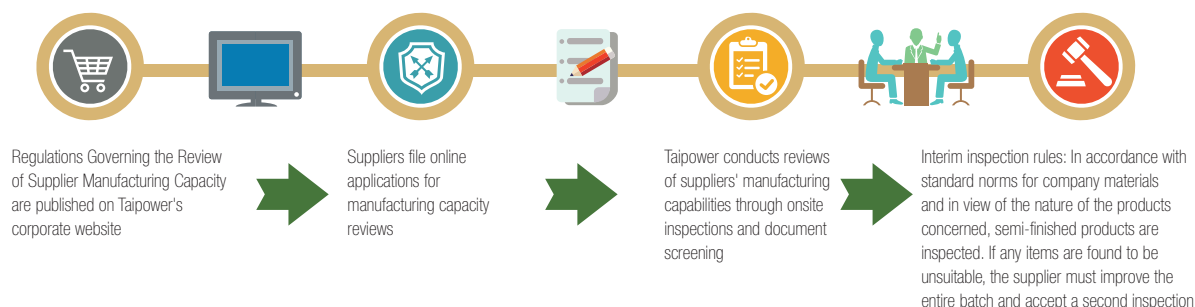 Regulations Governing the Review
of Supplier Manufacturing Capacity
are published on Taipower's
corporate website
Suppliers file online
applications for
manufacturing capacity
reviews
Taipower conducts reviews
of suppliers' manufacturing
capabilities through onsite
inspections and document
screening
Interim inspection rules: In accordance with
standard norms for company materials
and in view of the nature of the products
concerned, semi-finished products are
inspected. If any items are found to be
unsuitable, the supplier must improve the
entire batch and accept a second inspection